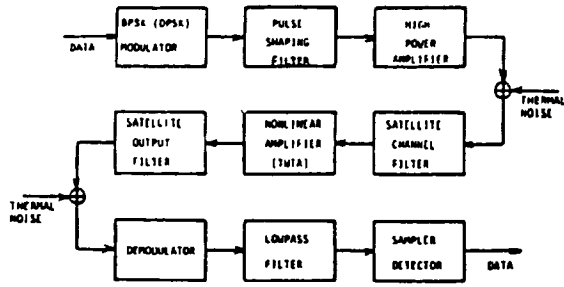 DATA
BPSK (DPSK)
MODULATOR
PULSE
SHAPING
FILTER
HIGH
POWER
AMPLIFIER
THERMAL
NOISE
SATELLITE
OUTPUT
FILTER
NONLINEAR
AMPLIFIER
(TWTA)
SATELLITE
CHANNEL
FILTER
THERMAL
NOISE
DEMODULATOR
LOWPASS
FILTER
SAMPLER
DETECTOR
DATA